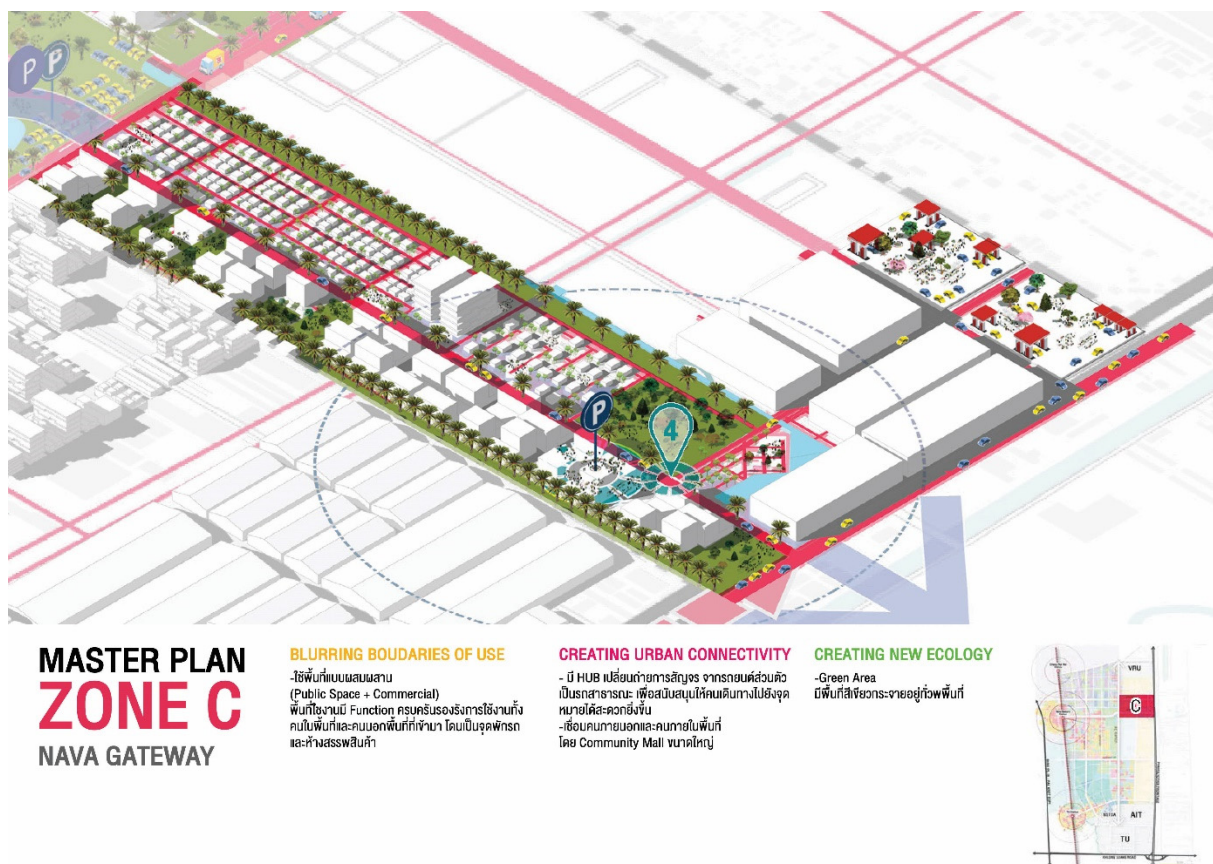 P
P
P
4
MASTER PLAN
ZONE C
NAVA GATEWAY
BLURRING BOUDARIES OF USE
-ใช้พื้นที่แบบผสมผสาน
(Public Space + Commercial)
พื้นที่ใช้งานมี Function ครบครันรองรับการใช้งานทั้ง
คนในพื้นที่และคนนอกพื้นที่ที่เข้ามา โดนเป็นจุดพักรถ
และห้างสรรพสินค้า
CREATING URBAN CONNECTIVITY
- มี HUB เปลี่ยนถ่ายการสัญจร จากรถยนต์ส่วนตัว
เป็นรถสาธารณะ เพื่อสนับสนุนให้คนเดินทางไปยังจุด
หมายได้สะดวกยิ่งขึ้น
-เชื่อมคนภายนอกและคนภายในพื้นที่
โดย Community Mall ขนาดใหญ่
CREATING NEW ECOLOGY
-Green Area
มีพื้นที่สีเขียวกระจายอยู่ทั่วพื้นที่
VRU
C
AIT
TU